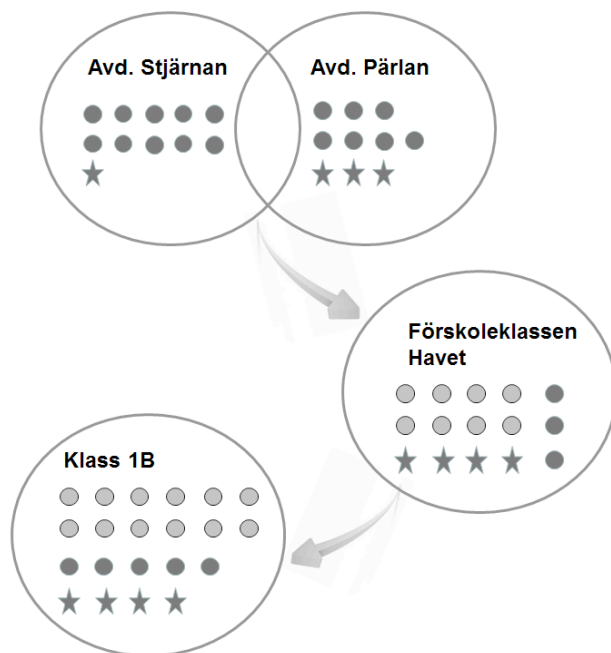 Avd. Stjärnan
Avd. Pärlan
Förskoleklassen
Havet
Klass 1B